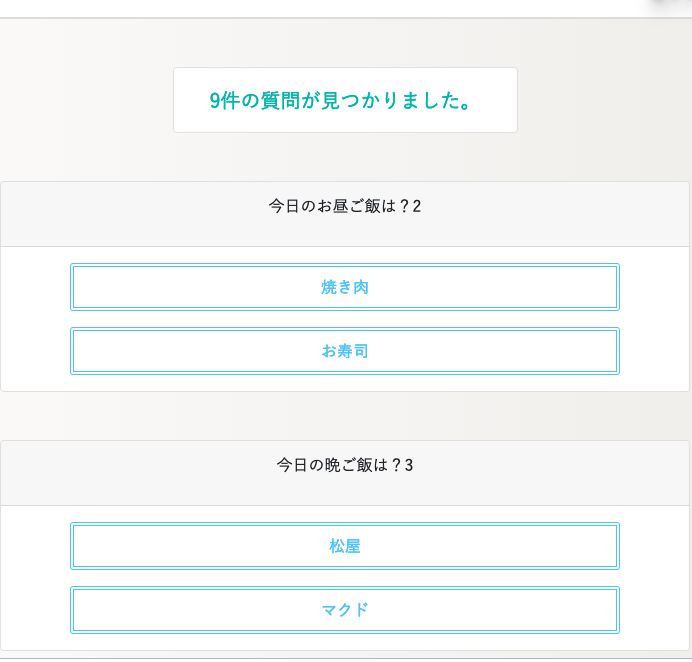 9件の質問が見つかりました。
今日のお昼ご飯は？2
焼き肉
お寿司
今日の晩ご飯は？3
松屋
マクド